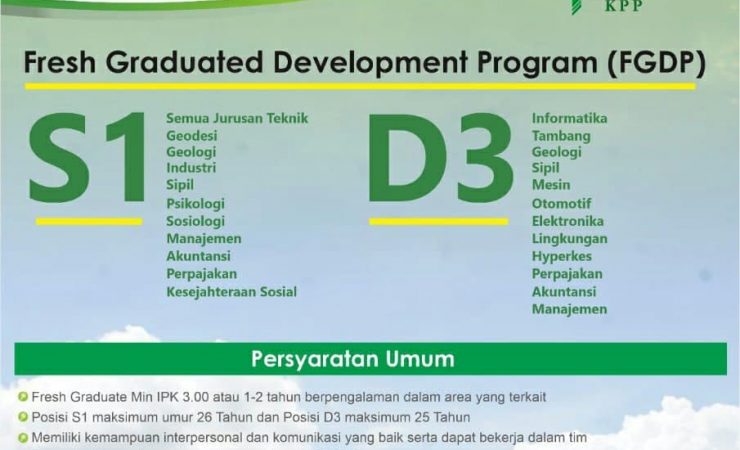 KPP
Fresh Graduated Development Program (FGDP)
S1
Semua Jurusan Teknik
Geodesi
Geologi
Industri
Sipil
Psikologi
Sosiologi
Manajemen
Akuntansi
Perpajakan
Kesejahteraan Sosial
D3
Informatika
Tambang
Geologi
Sipil
Mesin
Otomotif
Elektronika
Lingkungan
Hyperkes
Perpajakan
Akuntansi
Manajemen
Persyaratan Umum
Fresh Graduate Min IPK 3.00 atau 1-2 tahun berpengalaman dalam area yang terkait
Posisi S1 maksimum umur 26 Tahun dan Posisi D3 maksimum 25 Tahun
Memiliki kemampuan interpersonal dan komunikasi yang baik serta dapat bekerja dalam tim